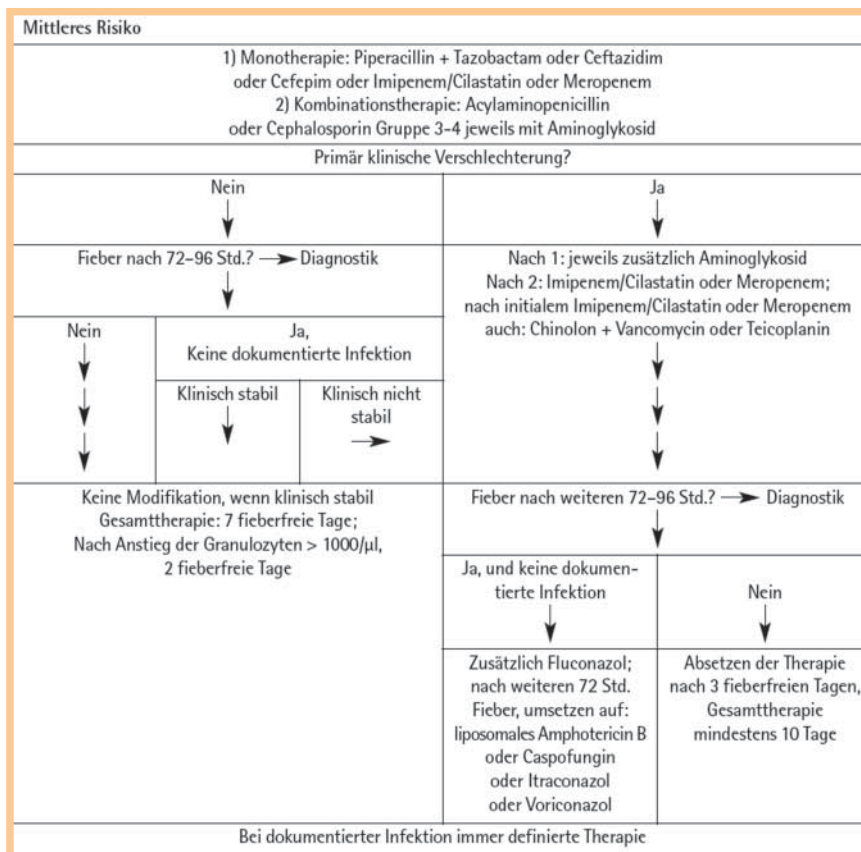 Mittleres Risiko
1) Monotherapie: Piperacillin + Tazobactam oder Ceftazidim
oder Cefepim oder Imipenem/Cilastatin oder Meropenem
2) Kombinationstherapie: Acylaminopenicillin
oder Cephalosporin Gruppe 3–4 jeweils mit Aminoglykosid
Primär klinische Verschlechterung?
Nein
Ja
Fieber nach 72–96 Std.? Diagnostik
Nein
Ja,
Keine dokumentierte Infektion
Klinisch stabil
Klinisch nicht
stabil
Keine Modifikation, wenn klinisch stabil
Gesamttherapie: 7 fieberfreie Tage;
Nach Anstieg der Granulozyten > 1000/µl,
2 fieberfreie Tage
Nach 1: jeweils zusätzlich Aminoglykosid
Nach 2: Imipenem/Cilastatin oder Meropenem;
nach initialem Imipenem/Cilastatin oder Meropenem
auch: Chinolon + Vancomycin oder Teicoplanin
Fieber nach weiteren 72–96 Std.? Diagnostik
Ja, und keine dokumen-
tierte Infektion
Nein
Zusätzlich Fluconazol;
nach weiteren 72 Std.
Fieber, umsetzen auf:
liposomales Amphotericin B
oder Caspofungin
oder Itraconazol
oder Voriconazol
Absetzen der Therapie
nach 3 fieberfreien Tagen,
Gesamttherapie
mindestens 10 Tage
Bei dokumentierter Infektion immer definierte Therapie